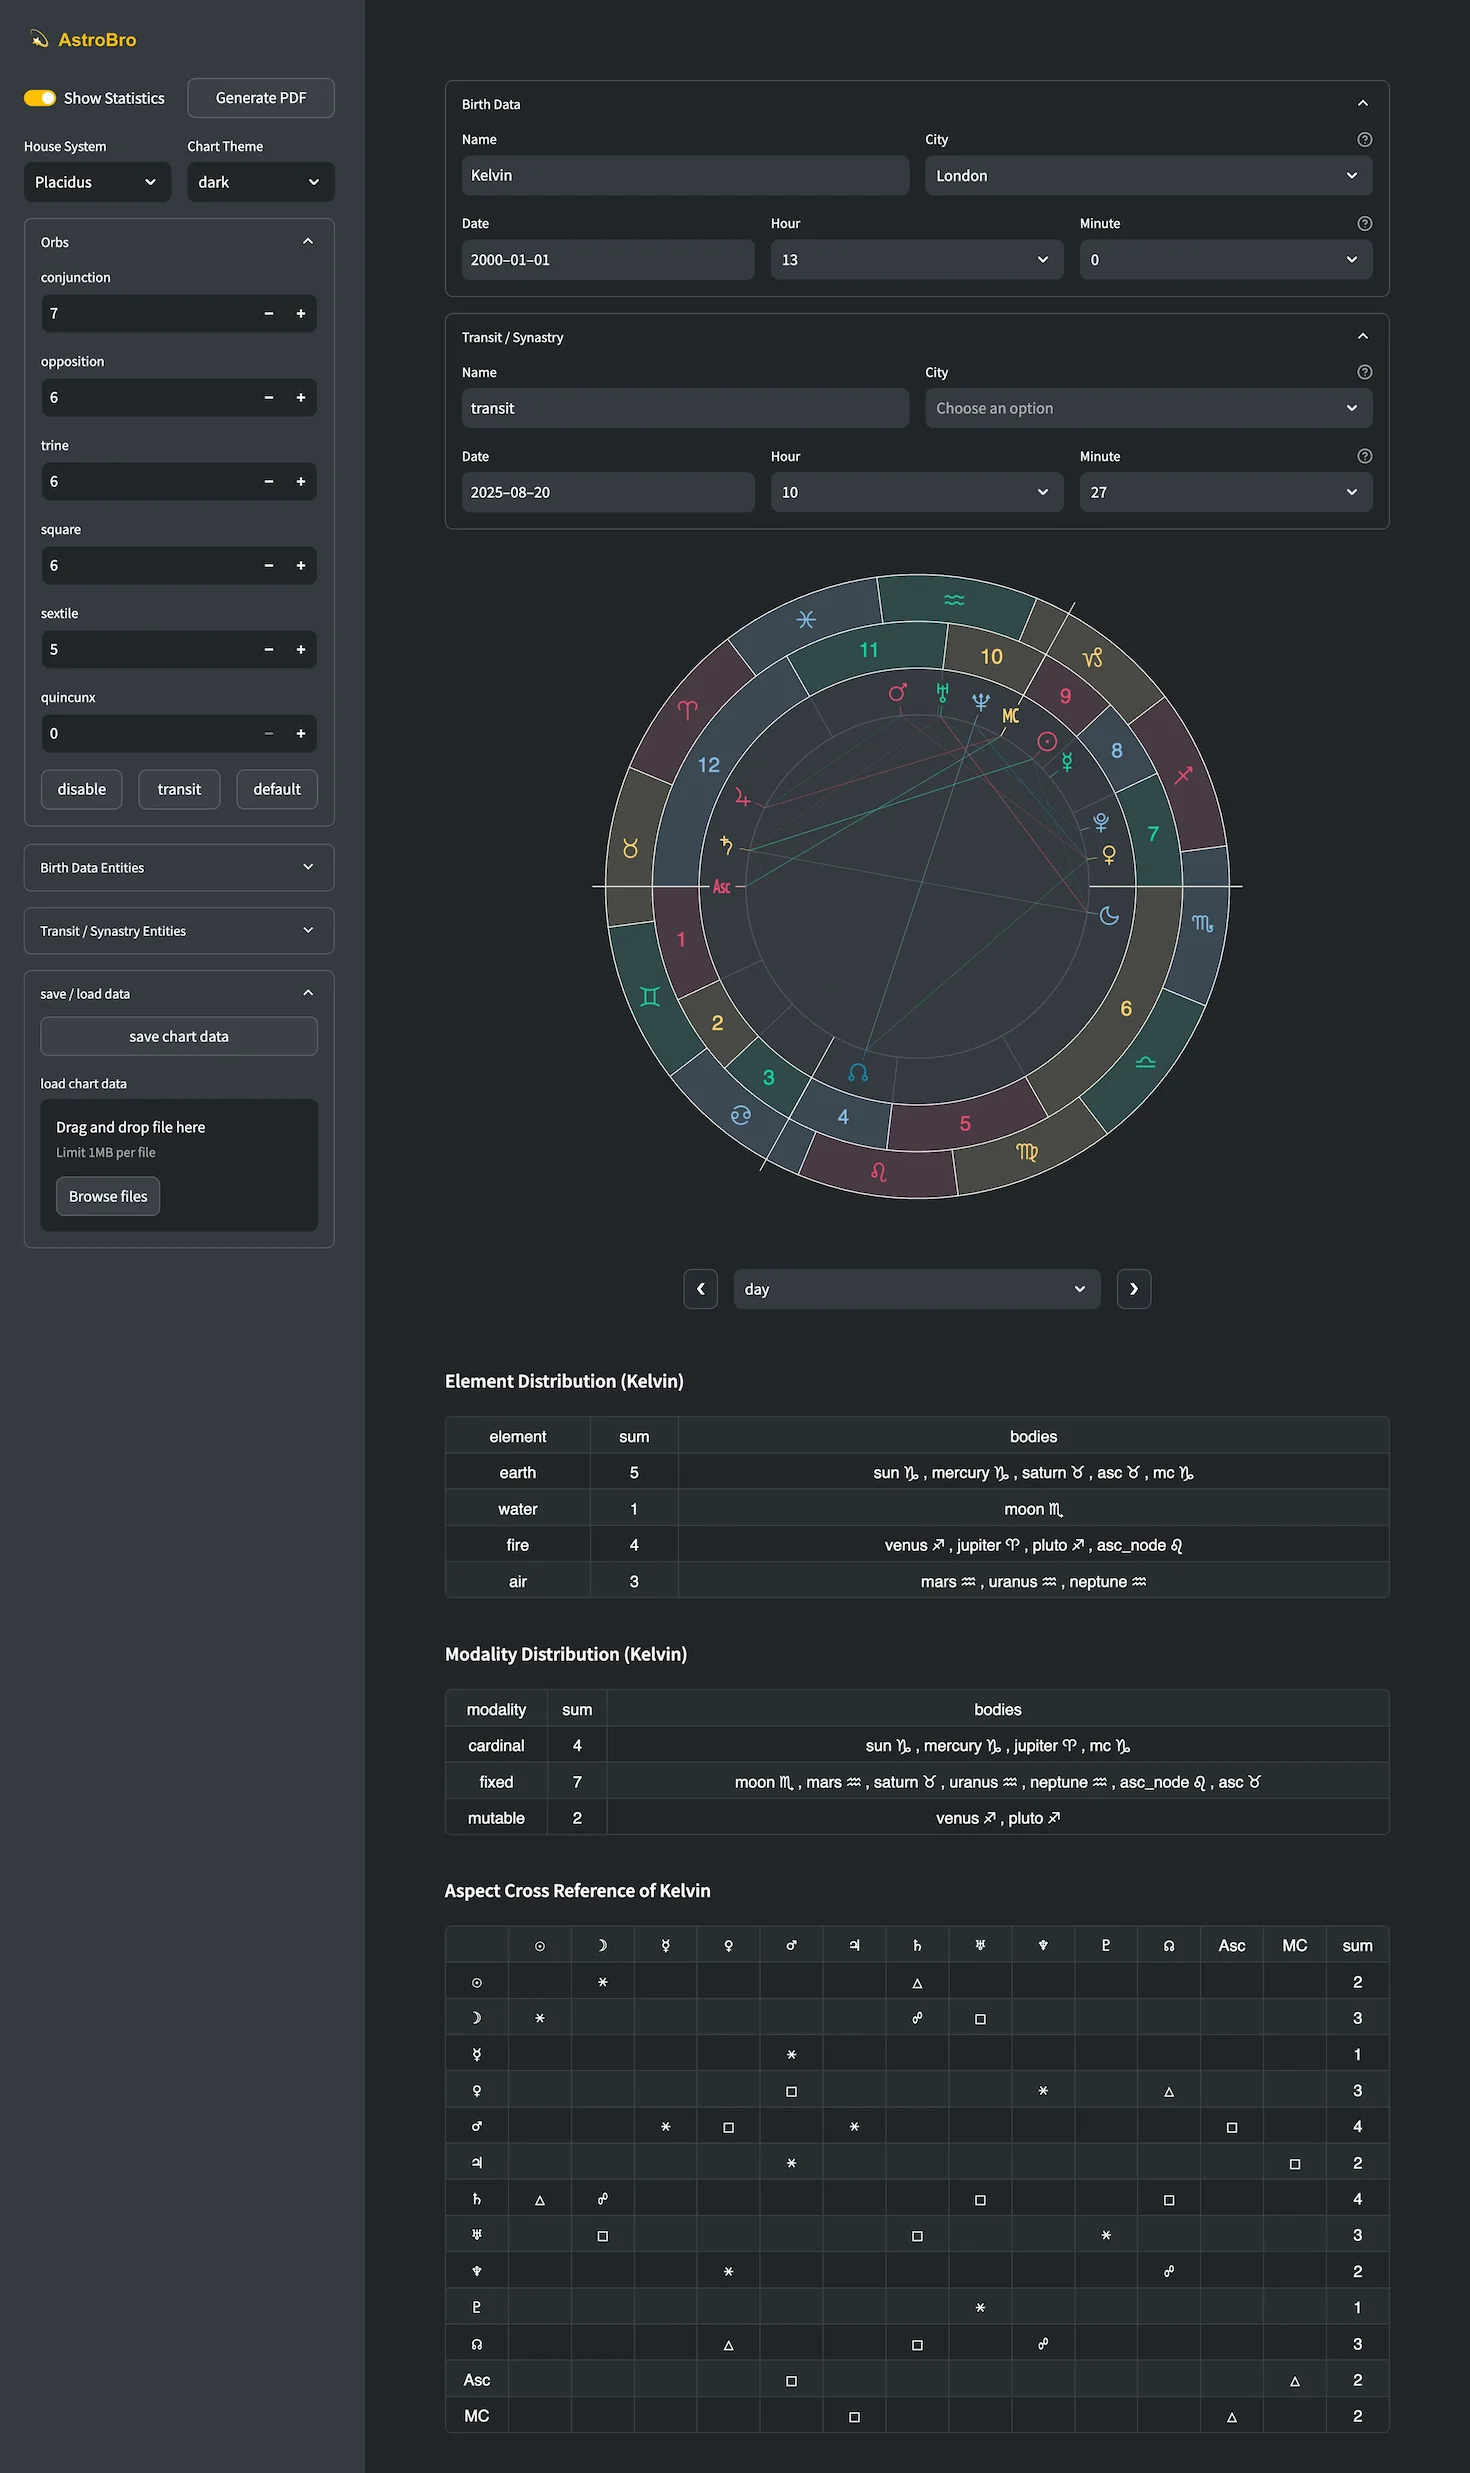 AstroBro
Show Statistics
Generate PDF
House System
Chart Theme
Placidus
dark
Orbs
conjunction
7
opposition
6
trine
6
square
6
sextile
5
quincunx
0
disable
transit
default
Birth Data Entities
Transit / Synastry Entities
save / load data
save chart data
load chart data
Drag and drop file here
Limit 1MB per file
Browse files
Birth Data
Name
City
Kelvin
London
Date
Hour
Minute
2000-01-01
13
0
Transit / Synastry
Name
City
transit
Choose an option
Date
Hour
Minute
2025-08-20
10
27
♒
♓
11
10
♑
♂ ♅ ♆ MC
9
♈
☉
8
12
☿
♐
♃
♇
7
♉
♄
♀
Asc
☽
♏
1
♊
6
2
♎
3
☊
♋
4
5
♍
♌
day
Element Distribution (Kelvin)
element sum bodies
earth 5 sun ♑ , mercury ♑ , saturn ♉ , asc ♉ , mc ♑
water 1 moon ♏
fire 4 venus ♐ , jupiter ♈ , pluto ♐ , asc_node ♌
air 3 mars ♒ , uranus ♒ , neptune ♒
Modality Distribution (Kelvin)
modality sum bodies
cardinal 4 sun ♑ , mercury ♑ , jupiter ♈ , mc ♑
fixed 7 moon ♏ , mars ♒ , saturn ♉ , uranus ♒ , neptune ♒ , asc_node ♌ , asc ♉
mutable 2 venus ♐ , pluto ♐
Aspect Cross Reference of Kelvin
☉ ☽ ☿ ♀ ♂ ♃ ♄ ♅ ♆ ♇ ☊ Asc MC sum
☉ ⚹ △ 2
☽ ⚹ ☍ □ 3
☿ ⚹ 1
♀ □ ⚹ △ 3
♂ ⚹ □ ⚹ □ 4
♃ ⚹ □ 2
♄ △ ☍ □ □ 4
♅ □ □ ⚹ 3
♆ ⚹ ☍ 2
♇ ⚹ 1
☊ △ □ ☍ 3
Asc □ △ 2
MC □ △ 2